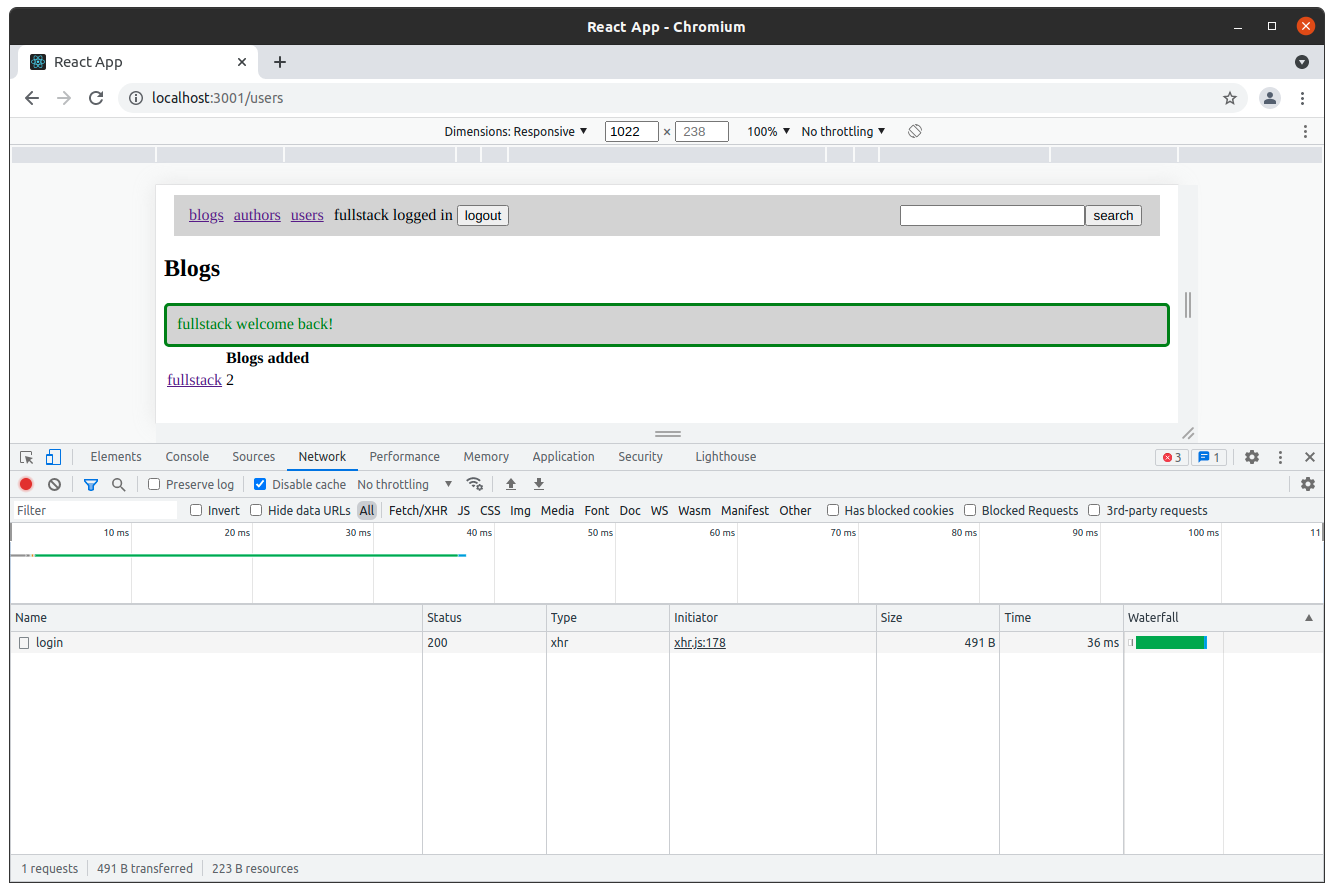 React App - Chromium
React App
localhost:3001/users
Dimensions: Responsive 1022 × 238 100% No throttling
blogs authors users fullstack logged in logout search
Blogs
fullstack welcome back!
Blogs added
fullstack 2
Elements Console Sources Network Performance Memory Application Security Lighthouse 3 1
Preserve log Disable cache No throttling
Filter Invert Hide data URLs All Fetch/XHR JS CSS Img Media Font Doc WS Wasm Manifest Other Has blocked cookies Blocked Requests 3rd-party requests
10 ms 20 ms 30 ms 40 ms 50 ms 60 ms 70 ms 80 ms 90 ms 100 ms 11
Name Status Type Initiator Size Time Waterfall
login 200 xhr xhr.js:178 491 B 36 ms
1 requests 491 B transferred 223 B resources